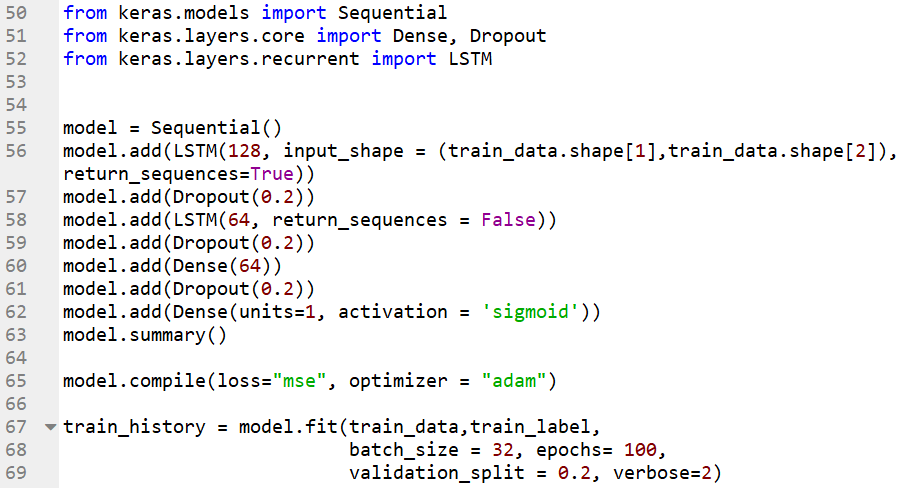 50 from keras.models import Sequential
51 from keras.layers.core import Dense, Dropout
52 from keras.layers.recurrent import LSTM
53
54
55 model = Sequential()
56 model.add(LSTM(128, input_shape = (train_data.shape[1],train_data.shape[2]),
return_sequences=True))
57 model.add(Dropout(0.2))
58 model.add(LSTM(64, return_sequences = False))
59 model.add(Dropout(0.2))
60 model.add(Dense(64))
61 model.add(Dropout(0.2))
62 model.add(Dense(units=1, activation = 'sigmoid'))
63 model.summary()
64
65 model.compile(loss="mse", optimizer = "adam")
66
67 train_history = model.fit(train_data,train_label,
68                           batch_size = 32, epochs= 100,
69                           validation_split = 0.2, verbose=2)